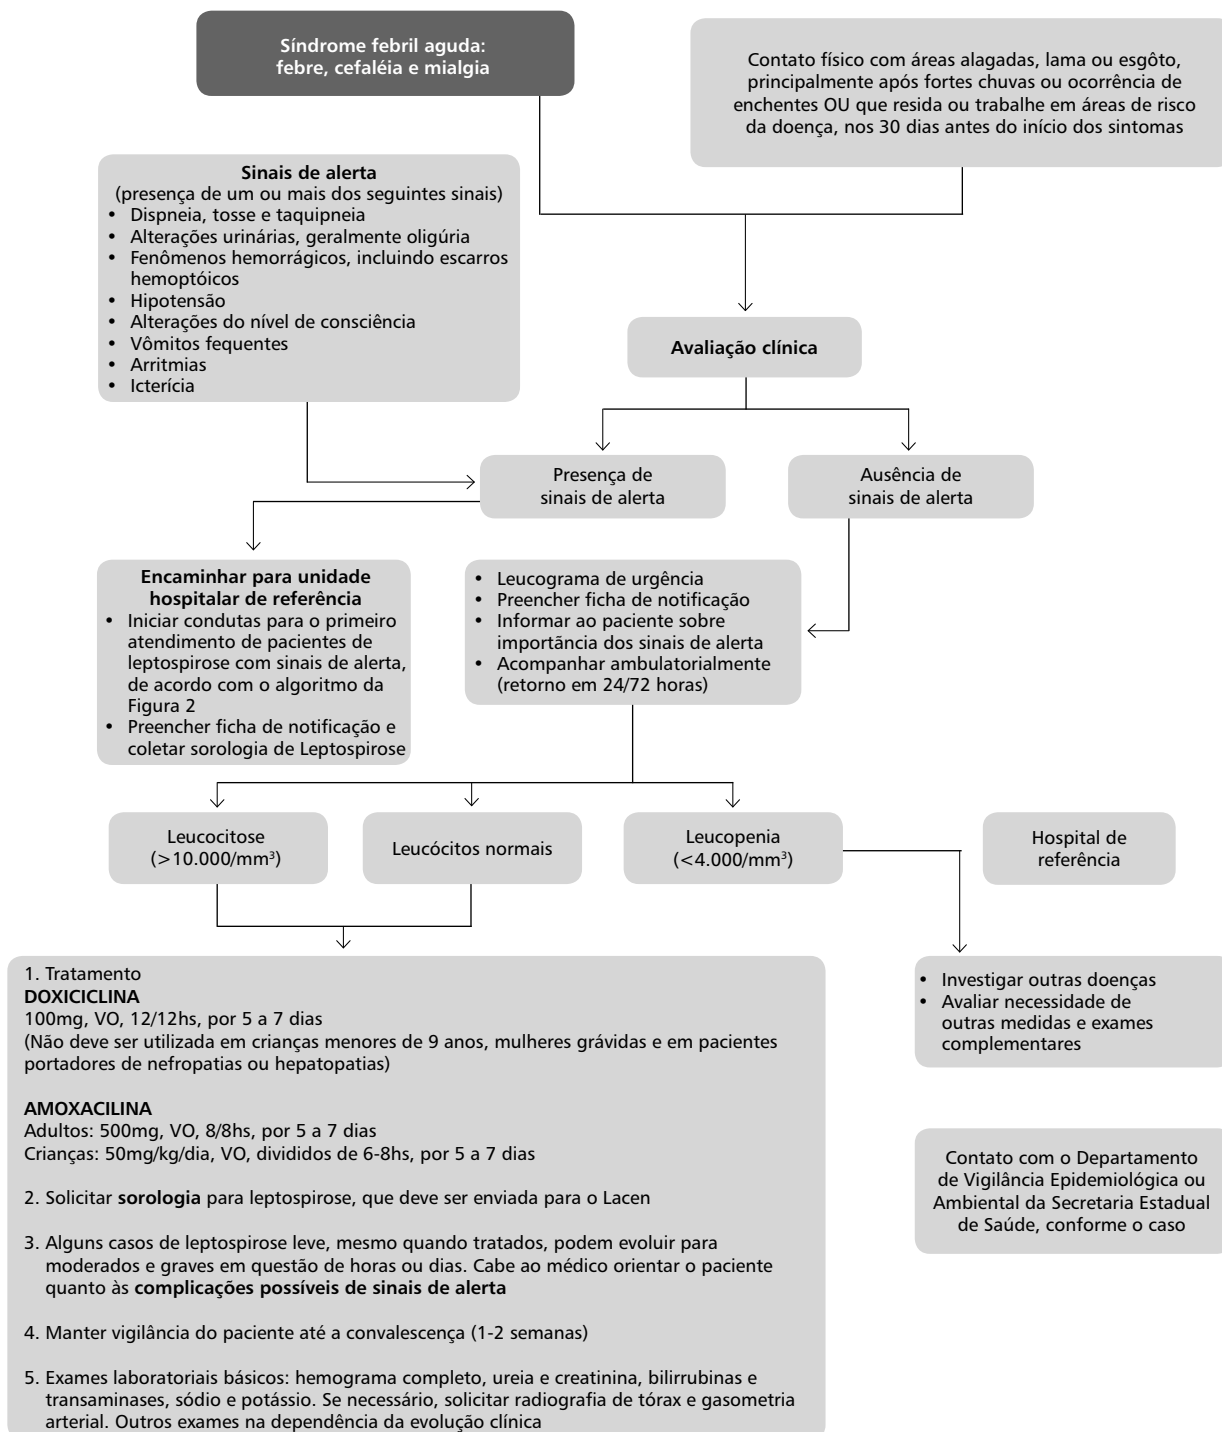 Síndrome febril aguda:
febre, cefaléia e mialgia
Contato físico com áreas alagadas, lama ou esgôto,
principalmente após fortes chuvas ou ocorrência de
enchentes OU que resida ou trabalhe em áreas de risco
da doença, nos 30 dias antes do início dos sintomas
Sinais de alerta
(presença de um ou mais dos seguintes sinais)
• Dispneia, tosse e taquipneia
• Alterações urinárias, geralmente oligúria
• Fenômenos hemorrágicos, incluindo escarros
hemoptóicos
• Hipotensão
• Alterações do nível de consciência
• Vômitos fequentes
• Arritmias
• Icterícia
Avaliação clínica
Presença de
sinais de alerta
Ausência de
sinais de alerta
Encaminhar para unidade
hospitalar de referência
• Iniciar condutas para o primeiro
atendimento de pacientes de
leptospirose com sinais de alerta,
de acordo com o algoritmo da
Figura 2
• Preencher ficha de notificação e
coletar sorologia de Leptospirose
• Leucograma de urgência
• Preencher ficha de notificação
• Informar ao paciente sobre
importância dos sinais de alerta
• Acompanhar ambulatorialmente
(retorno em 24/72 horas)
Leucocitose
(>10.000/mm³)
Leucócitos normais
Leucopenia
(<4.000/mm³)
Hospital de
referência
1. Tratamento
DOXICICLINA
100mg, VO, 12/12hs, por 5 a 7 dias
(Não deve ser utilizada em crianças menores de 9 anos, mulheres grávidas e em pacientes
portadores de nefropatias ou hepatopatias)
AMOXACILINA
Adultos: 500mg, VO, 8/8hs, por 5 a 7 dias
Crianças: 50mg/kg/dia, VO, divididos de 6-8hs, por 5 a 7 dias
2. Solicitar sorologia para leptospirose, que deve ser enviada para o Lacen
3. Alguns casos de leptospirose leve, mesmo quando tratados, podem evoluir para
moderados e graves em questão de horas ou dias. Cabe ao médico orientar o paciente
quanto às complicações possíveis de sinais de alerta
4. Manter vigilância do paciente até a convalescença (1-2 semanas)
5. Exames laboratoriais básicos: hemograma completo, ureia e creatinina, bilirrubinas e
transaminases, sódio e potássio. Se necessário, solicitar radiografia de tórax e gasometria
arterial. Outros exames na dependência da evolução clínica
• Investigar outras doenças
• Avaliar necessidade de
outras medidas e exames
complementares
Contato com o Departamento
de Vigilância Epidemiológica ou
Ambiental da Secretaria Estadual
de Saúde, conforme o caso